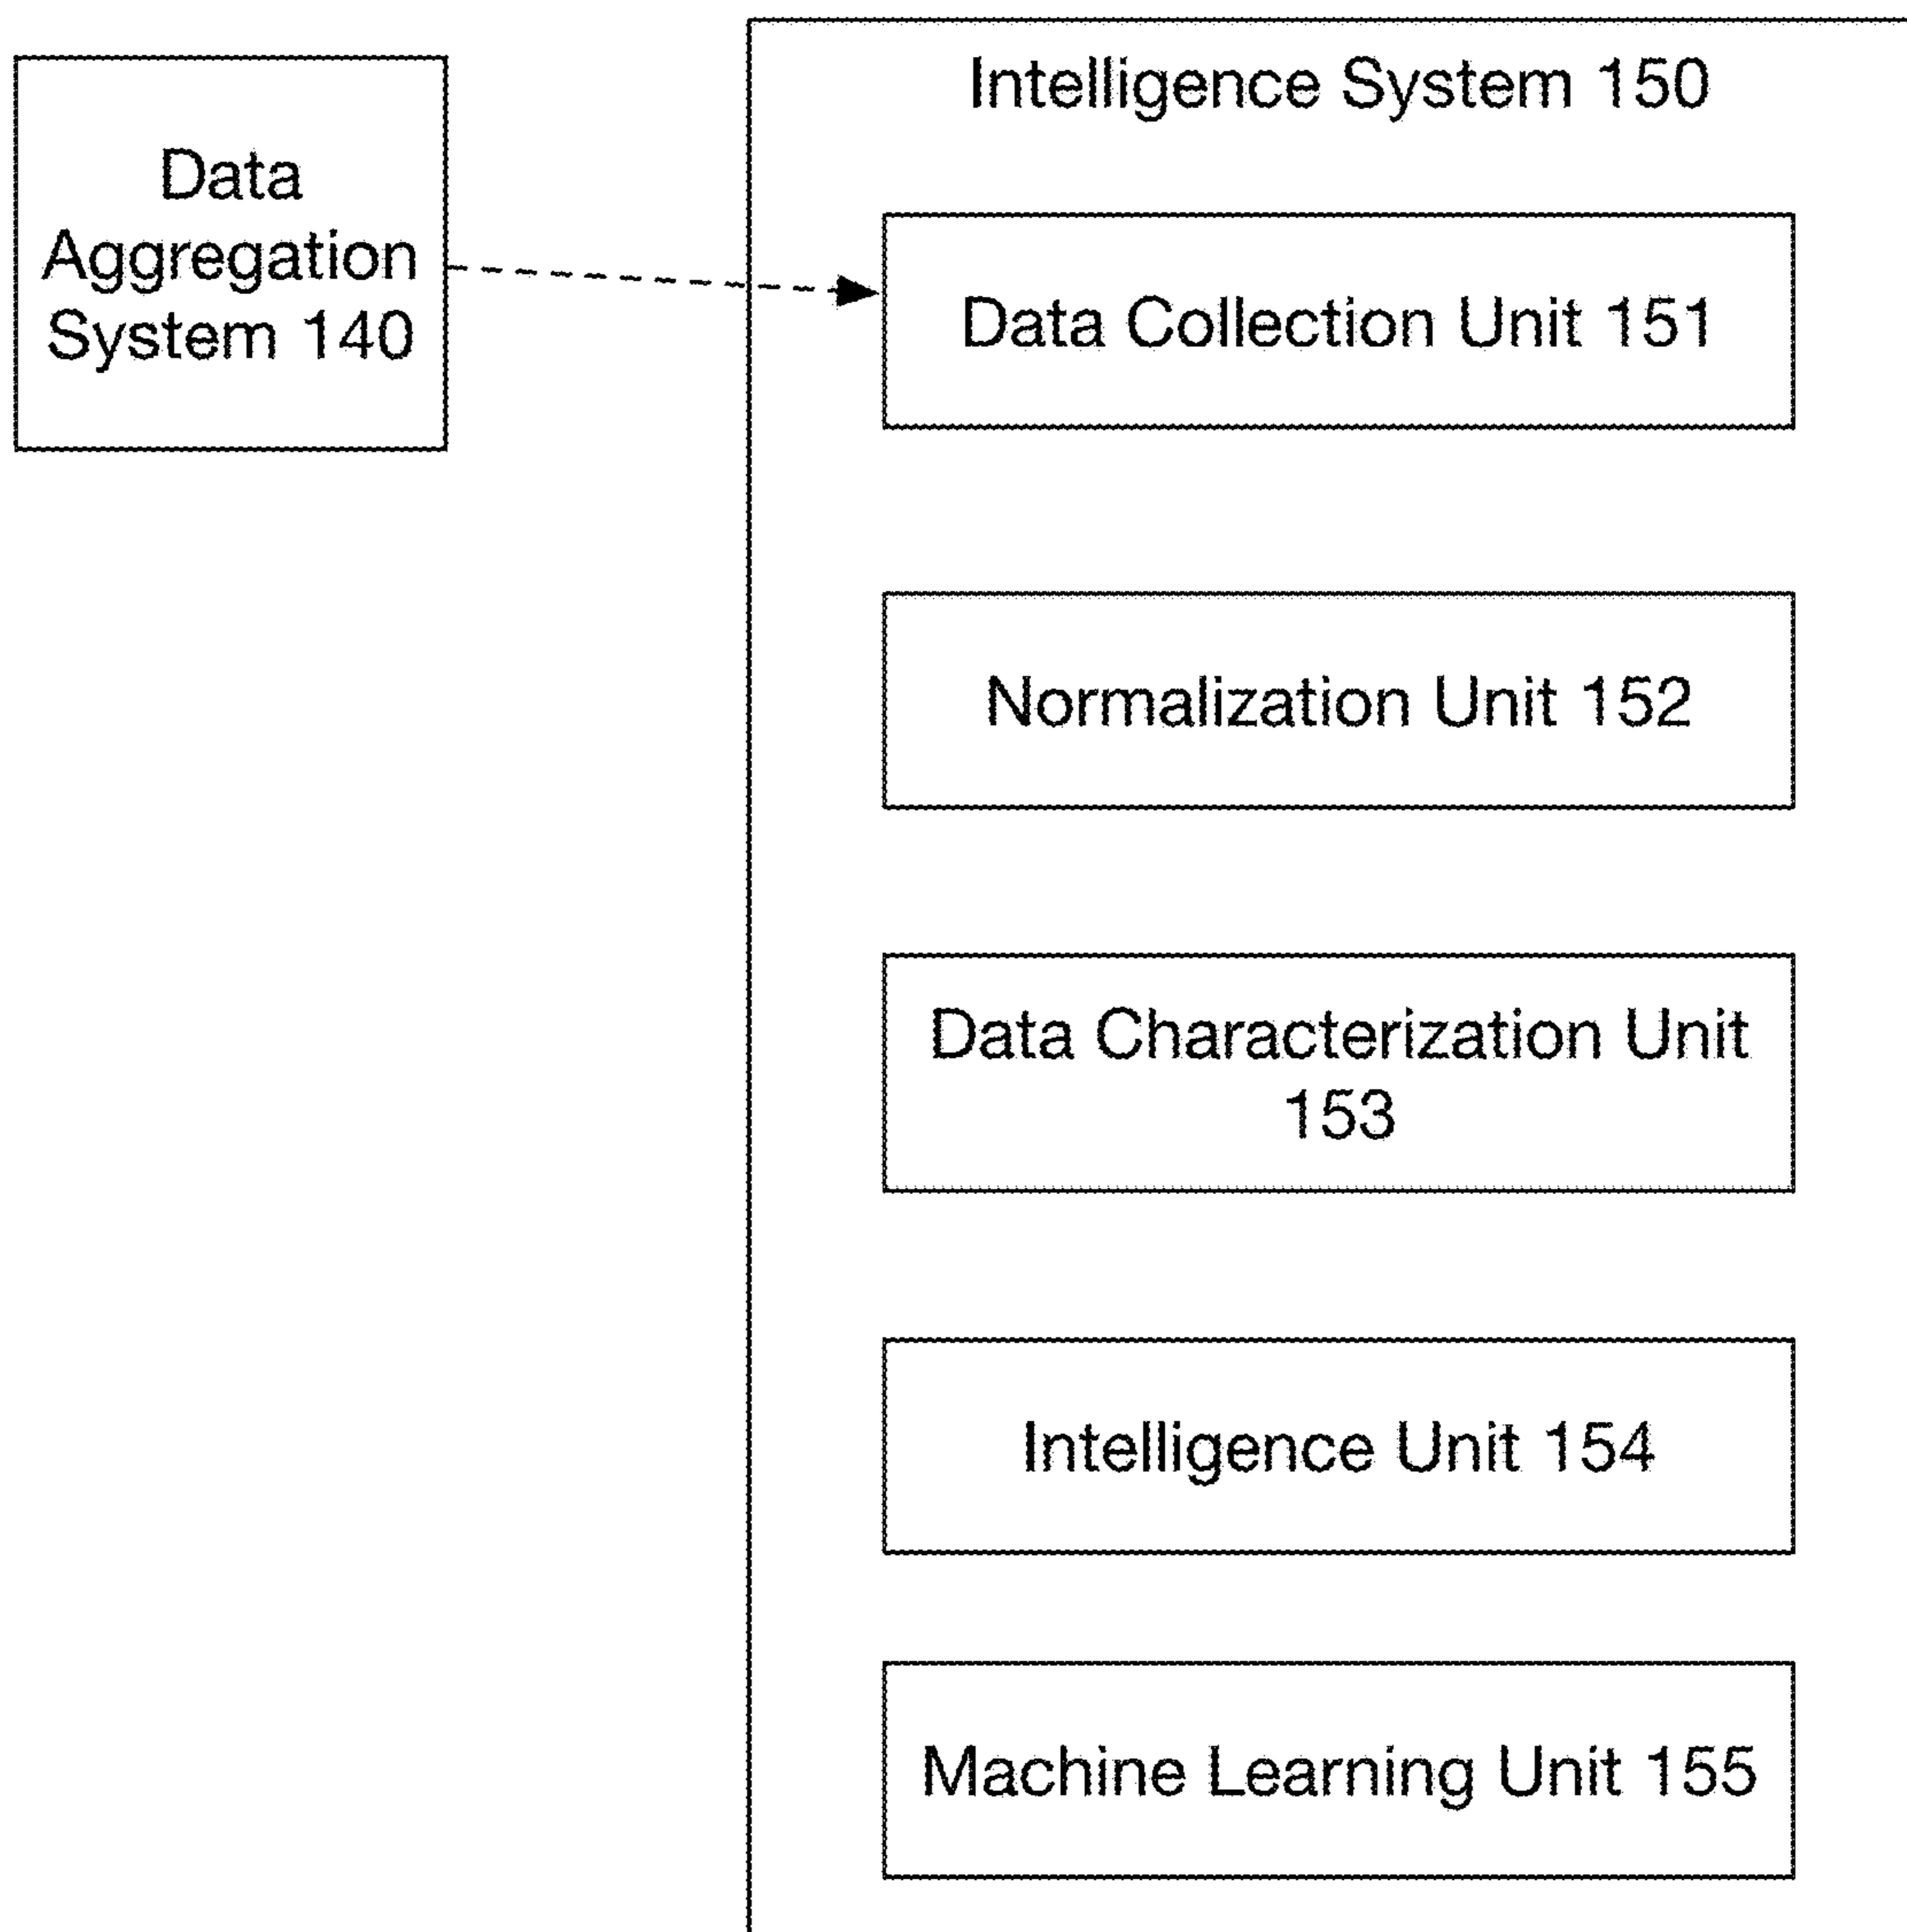 Data
Aggregation
System 140
Intelligence System 150
Data Collection Unit 151
Normalization Unit 152
Data Characterization Unit
153
Intelligence Unit 154
Machine Learning Unit 155